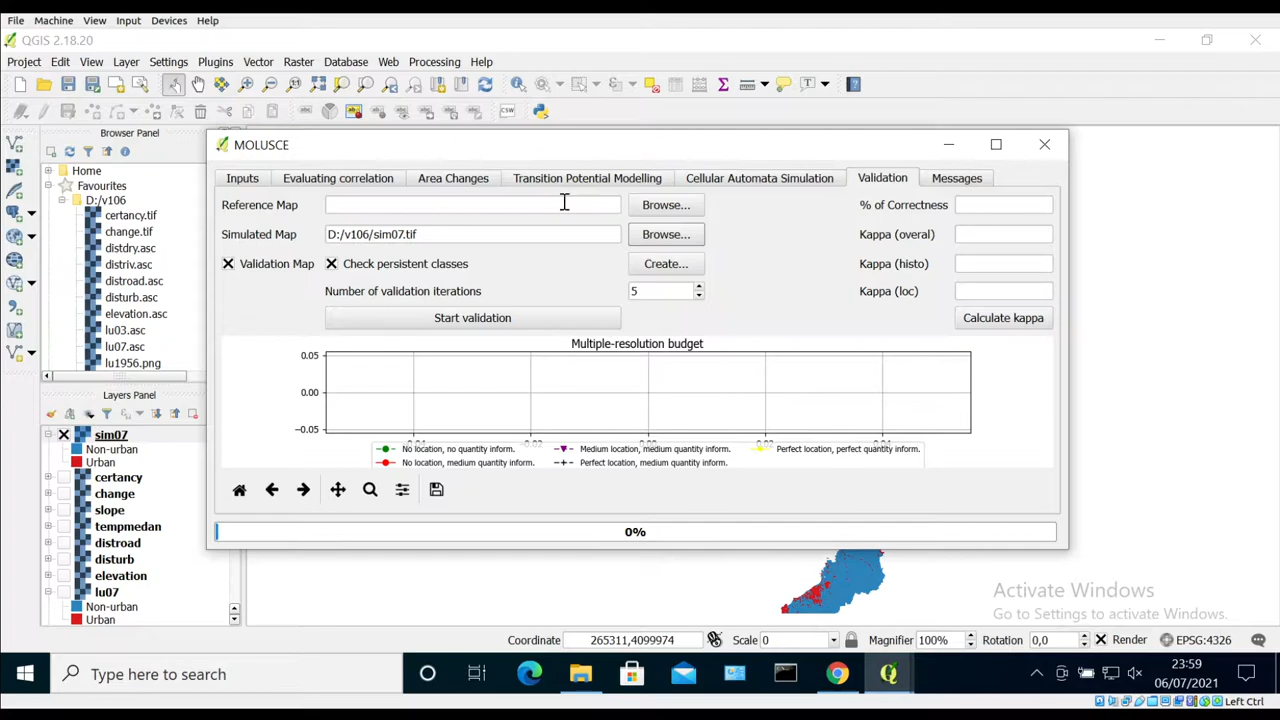 File Machine View Input Devices Help
QGIS 2.18.20
Project Edit View Layer Settings Plugins Vector Raster Database Web Processing Help
CSW
Browser Panel
Home
Favourites
D:/v106
certancy.tif
change.tif
distdry.asc
distriv.asc
distroad.asc
disturb.asc
elevation.asc
lu03.asc
lu07.asc
lu1956.png
Layers Panel
sim07
Non-urban
Urban
certancy
change
slope
tempmedan
distroad
disturb
elevation
lu07
Non-urban
Urban
MOLUSCE
Inputs Evaluating correlation Area Changes Transition Potential Modelling Cellular Automata Simulation Validation Messages
Reference Map Browse... % of Correctness
Simulated Map D:/v106/sim07.tif Browse... Kappa (overal)
Validation Map Check persistent classes Create... Kappa (histo)
Number of validation iterations 5 Kappa (loc)
Start validation Calculate kappa
Multiple-resolution budget
0.05
0.00
-0.05
No location, no quantity inform. Medium location, medium quantity inform. Perfect location, perfect quantity inform.
No location, medium quantity inform. Perfect location, medium quantity inform.
0%
Activate Windows
Go to Settings to activate Windows.
Coordinate 265311,4099974 Scale 0 Magnifier 100% Rotation 0,0 Render EPSG:4326
Type here to search
23:59
06/07/2021
Left Ctrl